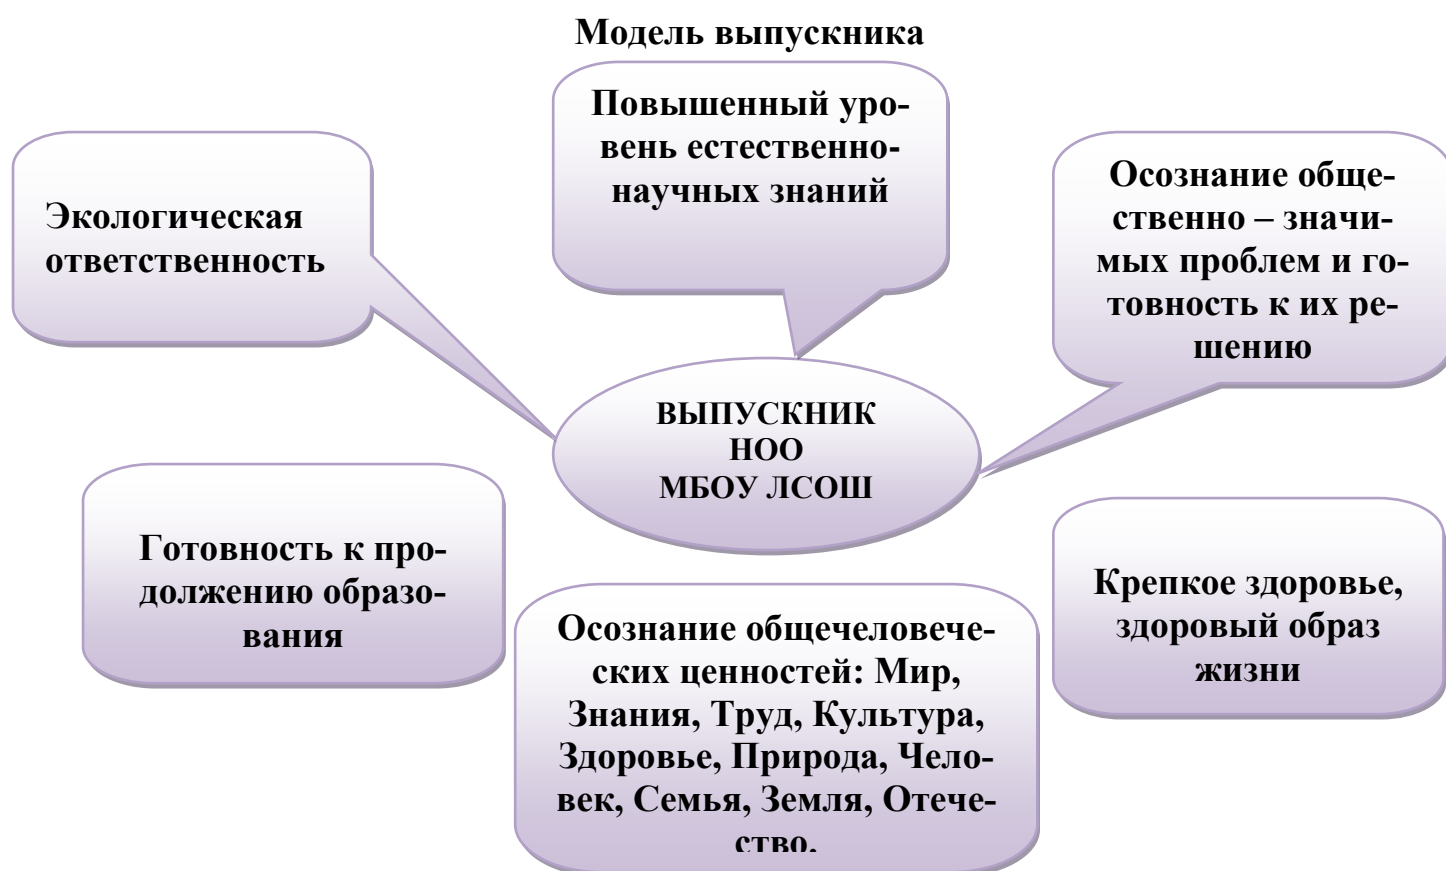 Модель выпускника
Повышенный уро-
вень естественно-
научных знаний
Экологическая
ответственность
Осознание обще-
ственно – значи-
мых проблем и го-
товность к их ре-
шению
ВЫПУСКНИК
НОО
МБОУ ЛСОШ
Готовность к про-
должению образо-
вания
Осознание общечеловече-
ских ценностей: Мир,
Знания, Труд, Культура,
Здоровье, Природа, Чело-
век, Семья, Земля, Отече-
ство.
Крепкое здоровье,
здоровый образ
жизни